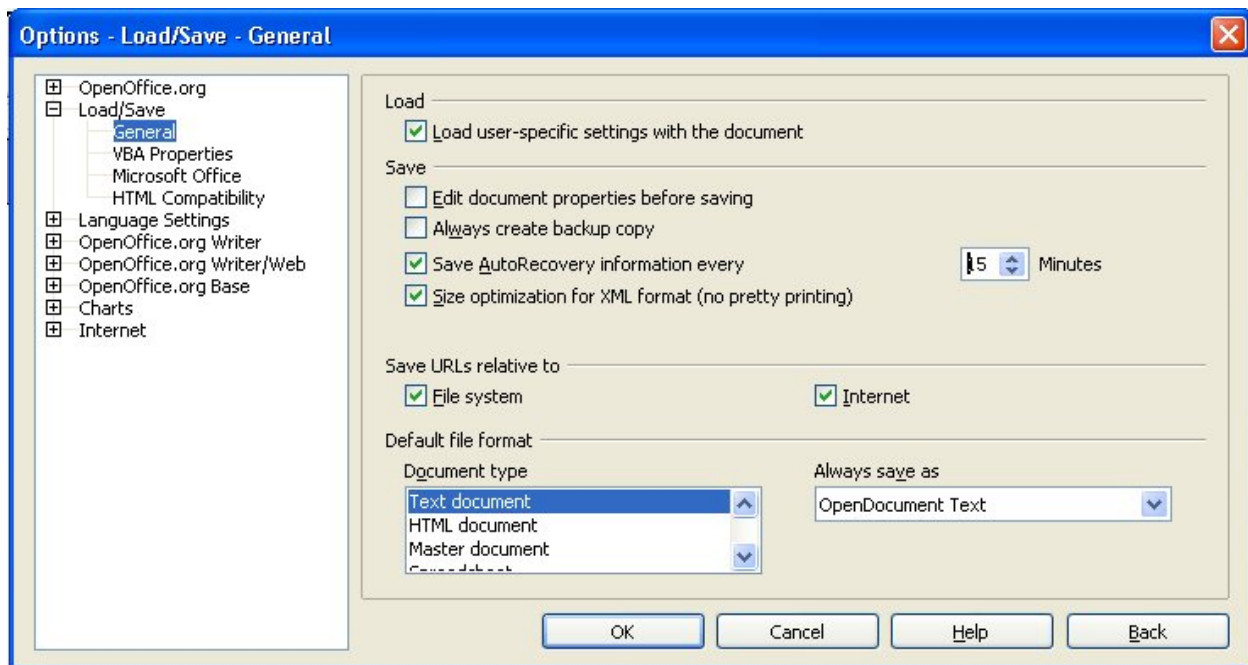 Options - Load/Save - General
OpenOffice.org
Load/Save
General
VBA Properties
Microsoft Office
HTML Compatibility
Language Settings
OpenOffice.org Writer
OpenOffice.org Writer/Web
OpenOffice.org Base
Charts
Internet
Load
Load user-specific settings with the document
Save
Edit document properties before saving
Always create backup copy
Save AutoRecovery information every 15 Minutes
Size optimization for XML format (no pretty printing)
Save URLs relative to
File system Internet
Default file format
Document type Always save as
Text document OpenDocument Text
HTML document
Master document
Spreadsheet
OK Cancel Help Back